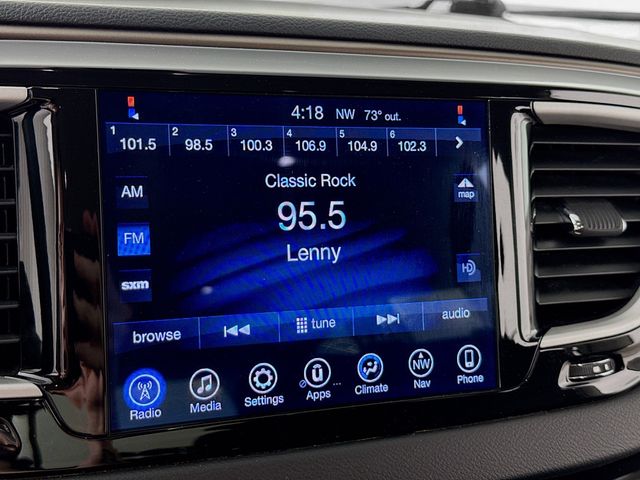 4:18 NW 73° out.
1 101.5 2 98.5 3 100.3 4 106.9 5 104.9 6 102.3
Classic Rock
AM
map
95.5
FM
Lenny
HD
sxm
browse tune audio
NW
Radio Media Settings Apps ... Climate Nav Phone